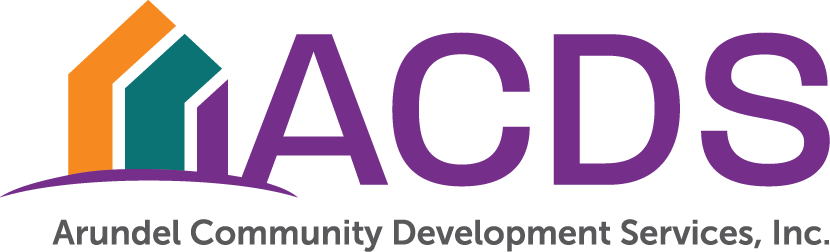 ACDS
Arundel Community Development Services, Inc.